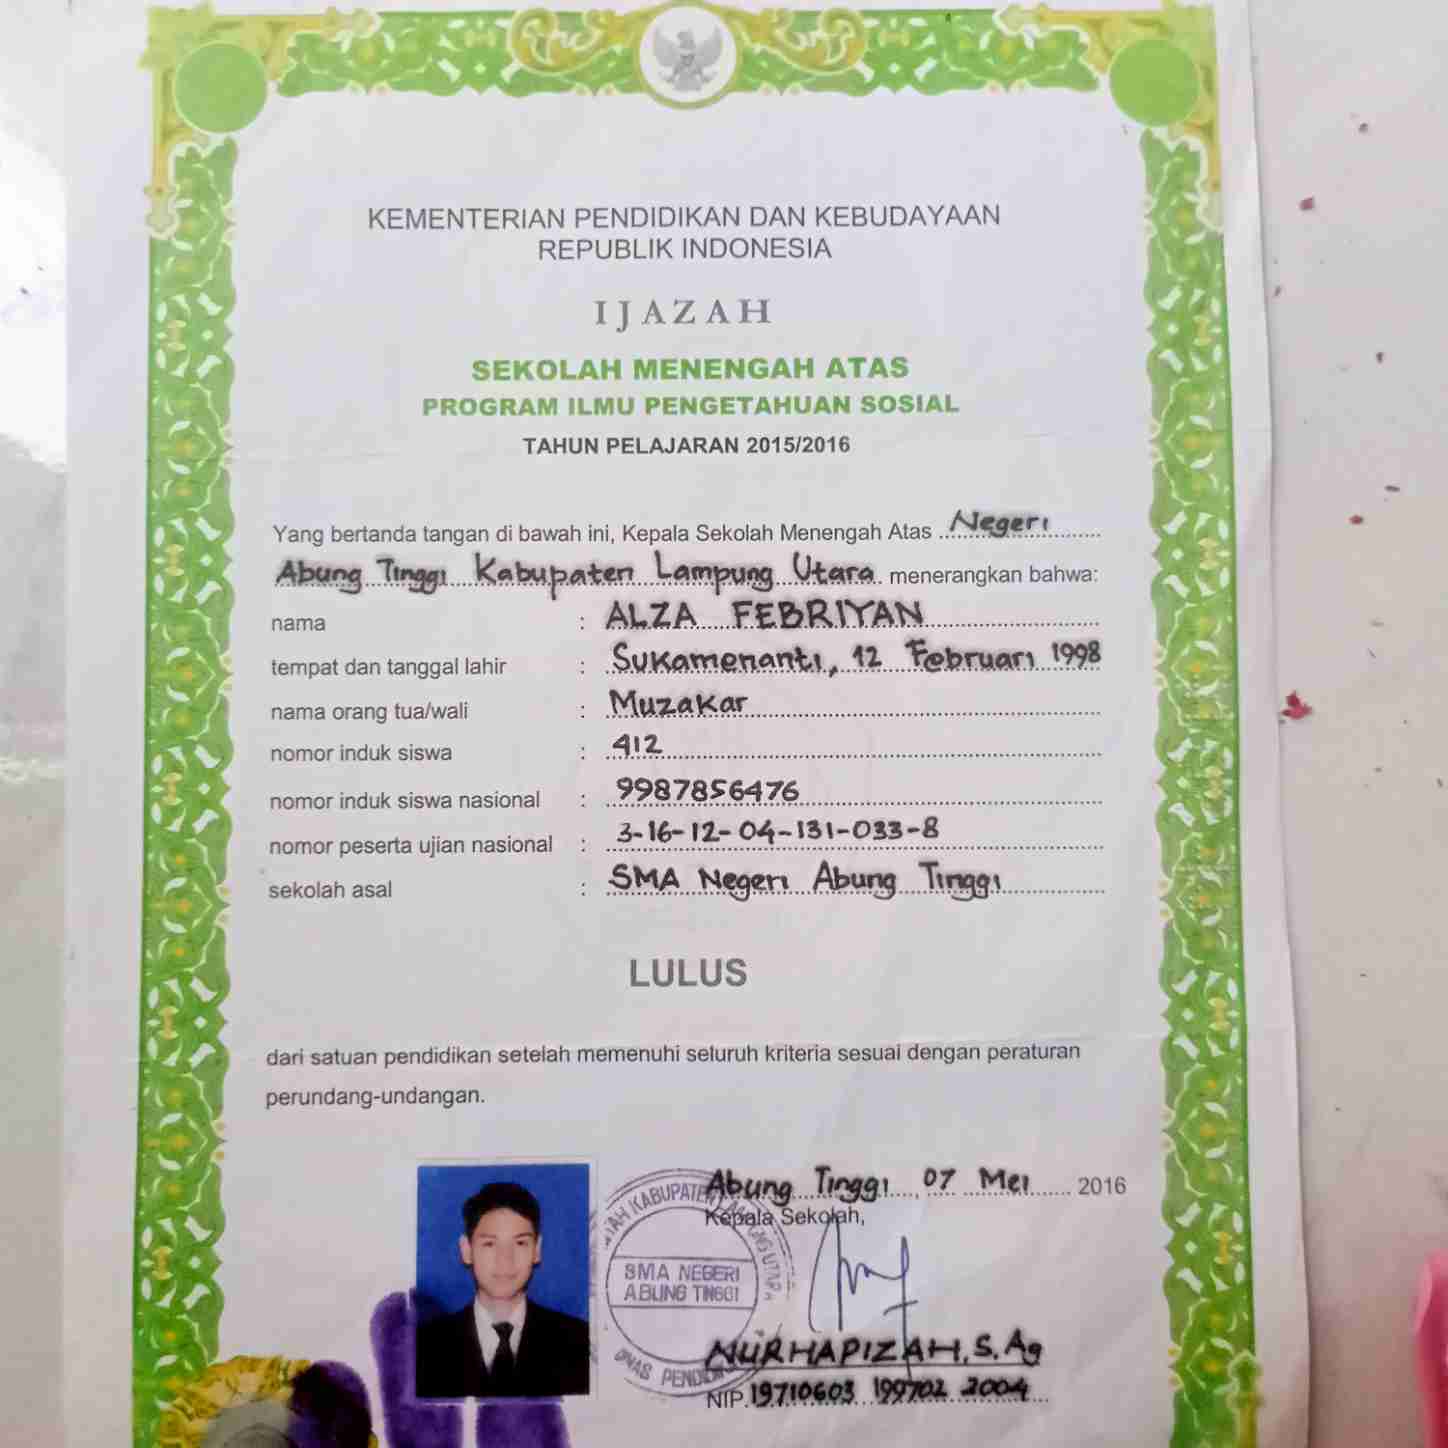 KEMENTERIAN PENDIDIKAN DAN KEBUDAYAAN
REPUBLIK INDONESIA
IJAZAH
SEKOLAH MENENGAH ATAS
PROGRAM ILMU PENGETAHUAN SOSIAL
TAHUN PELAJARAN 2015/2016
Yang bertanda tangan di bawah ini, Kepala Sekolah Menengah Atas Negeri
Abung Tinggi Kabupaten Lampung Utara menerangkan bahwa:
nama : ALZA FEBRIYAN
tempat dan tanggal lahir : Sukamenanti, 12 Februari 1998
nama orang tua/wali : Muzakar
nomor induk siswa : 412
nomor induk siswa nasional : 9987856476
nomor peserta ujian nasional : 3-16-12-04-131-033-8
sekolah asal : SMA Negeri Abung Tinggi
LULUS
dari satuan pendidikan setelah memenuhi seluruh kriteria sesuai dengan peraturan
perundang-undangan.
Abung Tinggi, 07 Mei 2016
Kepala Sekolah,
KABUPATEN LAMPUNG UTARA
SMA NEGERI
ABUNG TINGGI
DINAS
NURHAPIZAH, S.Ag
NIP. 19710603 199702 2004